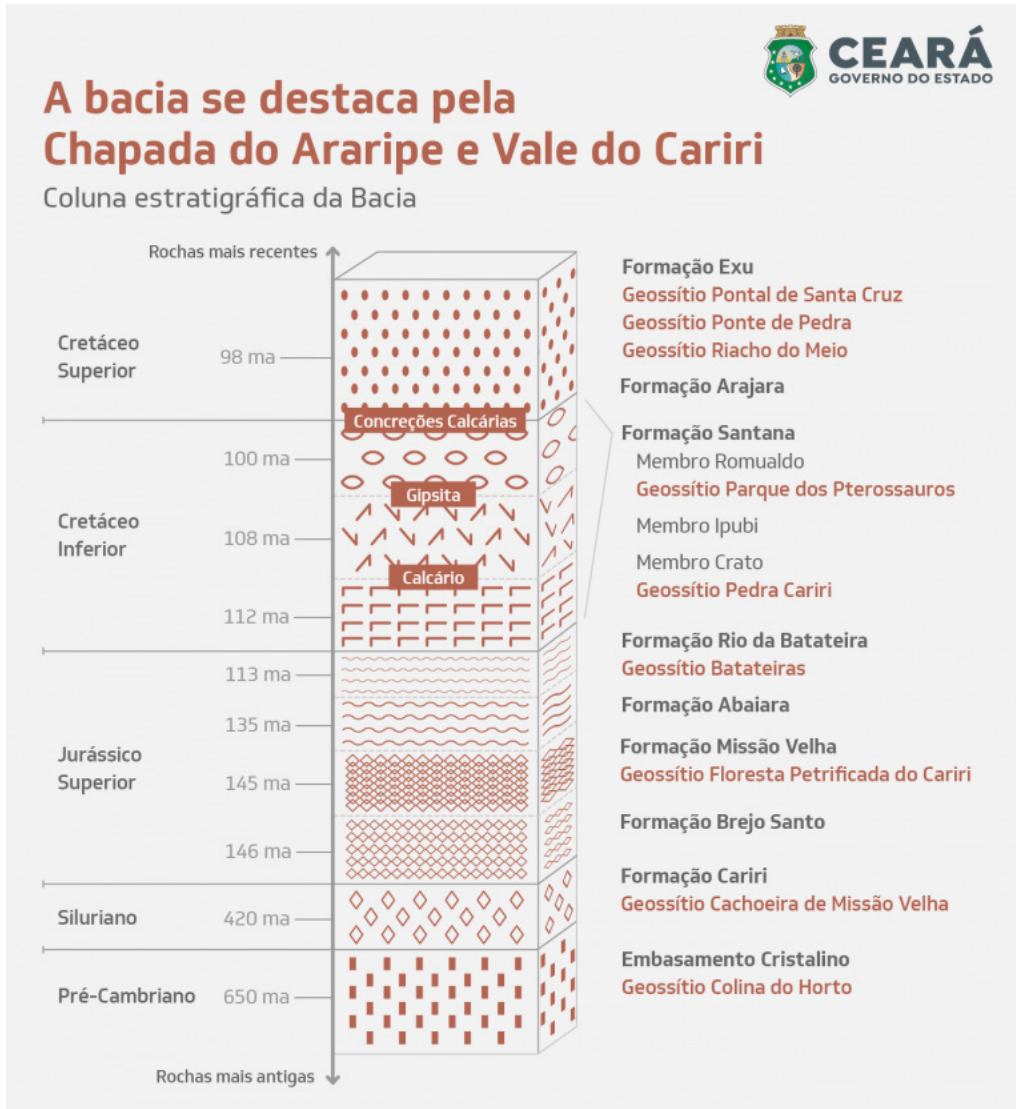 CEARÁ
GOVERNO DO ESTADO
A bacia se destaca pela
Chapada do Araripe e Vale do Cariri
Coluna estratigráfica da Bacia
Rochas mais recentes
Cretáceo
Superior
98 ma
Formação Exu
Geossítio Pontal de Santa Cruz
Geossítio Ponte de Pedra
Geossítio Riacho do Meio
Formação Arajara
Concreções Calcárias
Cretáceo
Inferior
100 ma
Gipsita
108 ma
Calcário
112 ma
Formação Santana
Membro Romualdo
Geossítio Parque dos Pterossauros
Membro Ipubi
Membro Crato
Geossítio Pedra Cariri
Jurássico
Superior
113 ma
135 ma
145 ma
146 ma
Formação Rio da Batateira
Geossítio Batateiras
Formação Abaiara
Formação Missão Velha
Geossítio Floresta Petrificada do Cariri
Formação Brejo Santo
Siluriano
420 ma
Formação Cariri
Geossítio Cachoeira de Missão Velha
Pré-Cambriano
650 ma
Embasamento Cristalino
Geossítio Colina do Horto
Rochas mais antigas